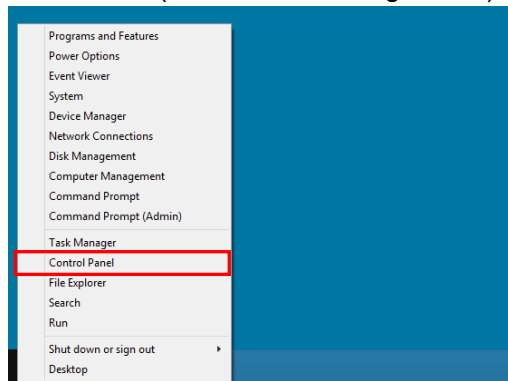 Programs and Features
Power Options
Event Viewer
System
Device Manager
Network Connections
Disk Management
Computer Management
Command Prompt
Command Prompt (Admin)
Task Manager
Control Panel
File Explorer
Search
Run
Shut down or sign out
Desktop